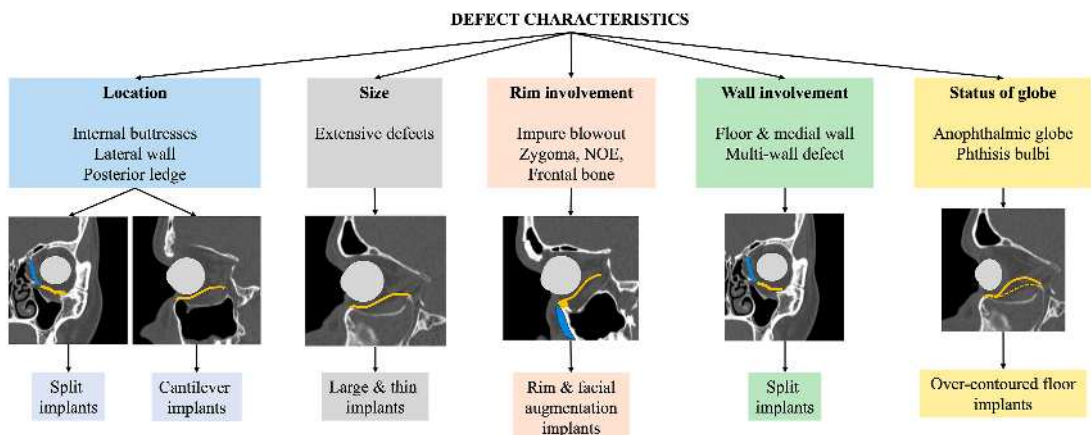 DEFECT CHARACTERISTICS
Location
Internal buttresses
Lateral wall
Posterior ledge
Size
Extensive defects
Rim involvement
Impure blowout
Zygoma, NOE,
Frontal bone
Wall involvement
Floor & medial wall
Multi-wall defect
Status of globe
Anophthalmic globe
Phthisis bulbi
Split
implants
Cantilever
implants
Large & thin
implants
Rim & facial
augmentation
implants
Split
implants
Over-contoured floor
implants